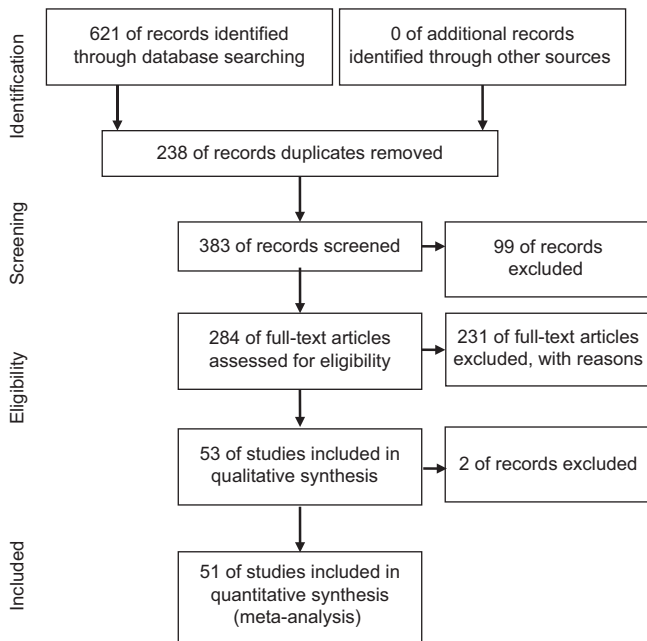 Identification
621 of records identified
through database searching
0 of additional records
identified through other sources
238 of records duplicates removed
Screening
383 of records screened
99 of records
excluded
Eligibility
284 of full-text articles
assessed for eligibility
231 of full-text articles
excluded, with reasons
53 of studies included in
qualitative synthesis
2 of records excluded
Included
51 of studies included in
quantitative synthesis
(meta-analysis)